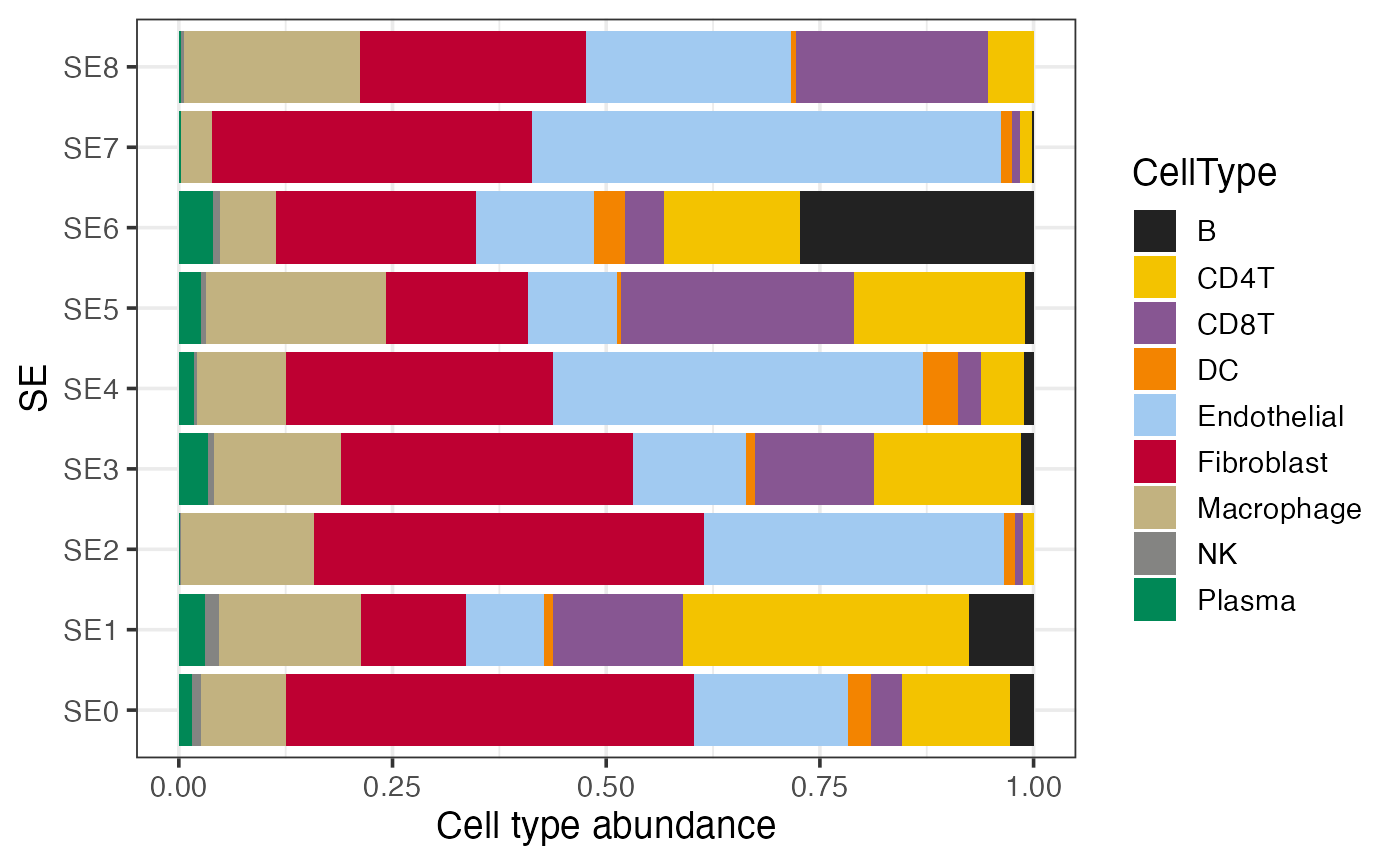 SE8
SE7
SE6
SE5
SE4
SE3
SE2
SE1
SE0
SE
0.00
0.25
0.50
0.75
1.00
Cell type abundance
CellType
B
CD4T
CD8T
DC
Endothelial
Fibroblast
Macrophage
NK
Plasma